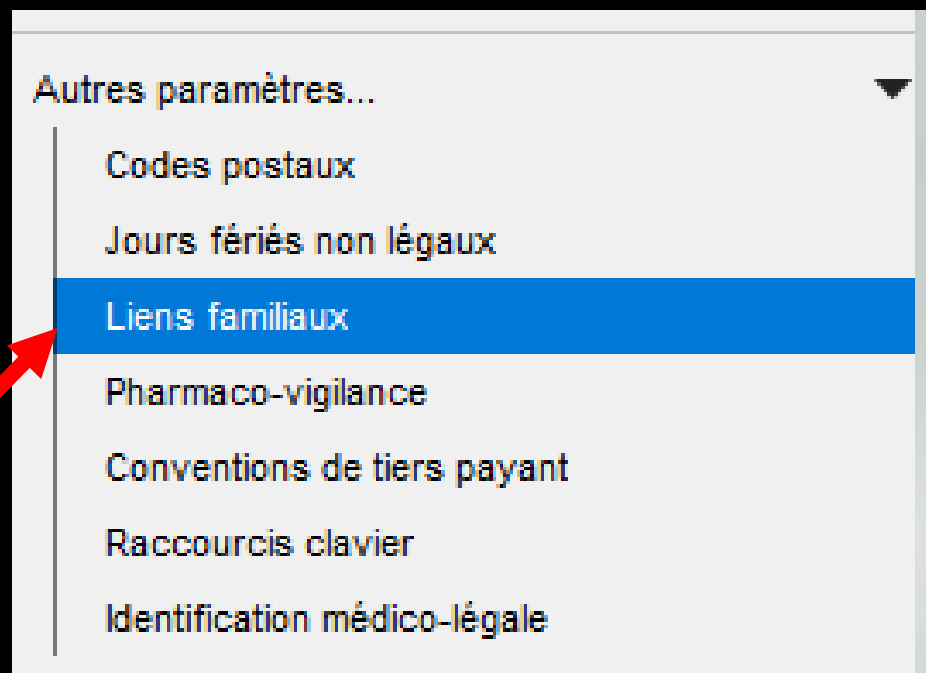 Autres paramètres...
Codes postaux
Jours fériés non légaux
Liens familiaux
Pharmaco-vigilance
Conventions de tiers payant
Raccourcis clavier
Identification médico-légale